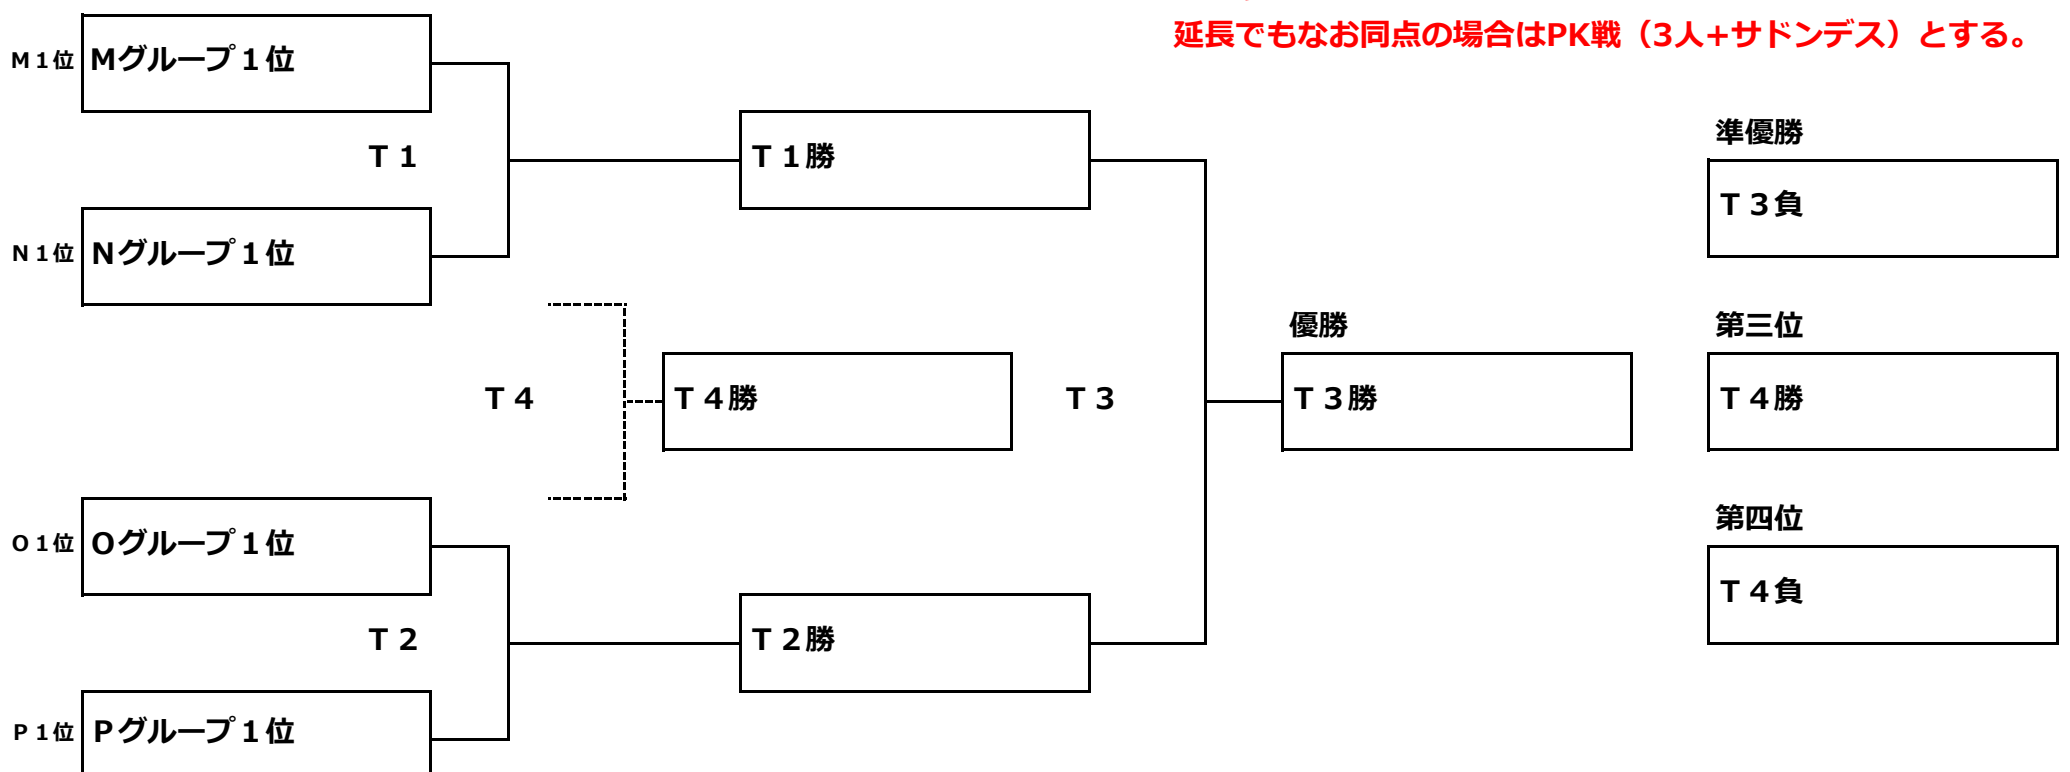 延長でもなお同点の場合はPK戦（3人+サドンデス）とする。
Ｍ１位
Ｍグループ１位
Ｔ１
Ｔ１勝
準優勝
Ｔ３負
Ｎ１位
Ｎグループ１位
優勝
第三位
Ｔ４
Ｔ４勝
Ｔ３
Ｔ３勝
Ｔ４勝
第四位
Ｏ１位
Ｏグループ１位
Ｔ４負
Ｔ２
Ｔ２勝
Ｐ１位
Ｐグループ１位